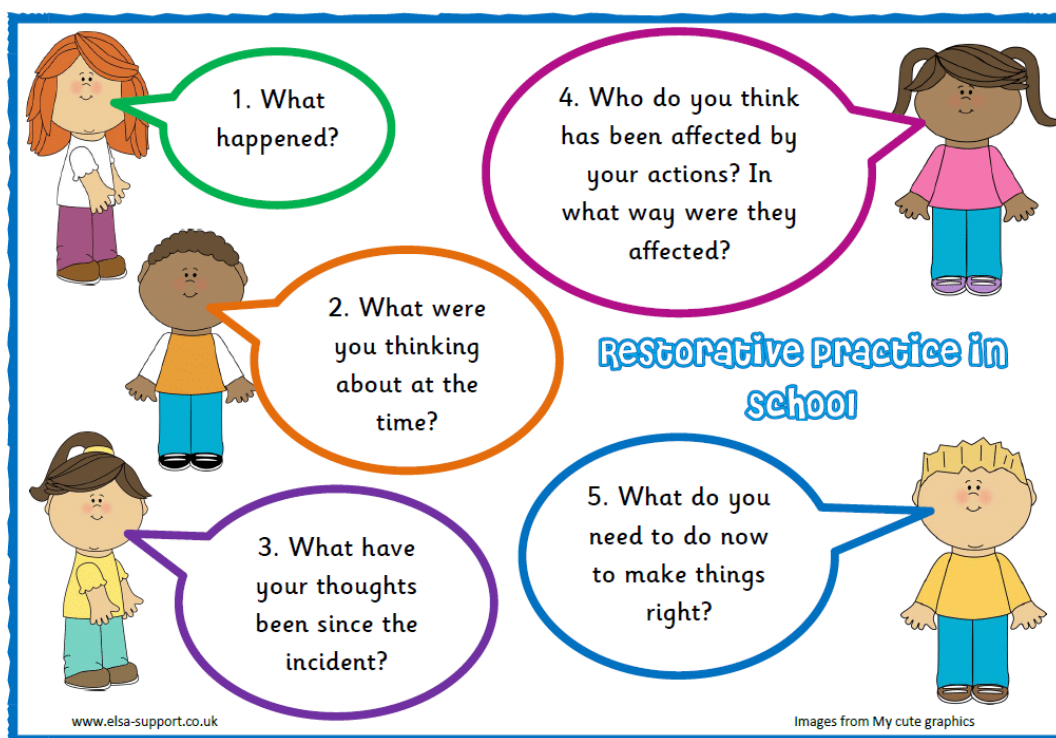 1. What
happened?
2. What were
you thinking
about at the
time?
3. What have
your thoughts
been since the
incident?
4. Who do you think
has been affected by
your actions? In
what way were they
affected?
Restorative Practice in
school
5. What do you
need to do now
to make things
right?
www.elsa-support.co.uk
Images from My cute graphics